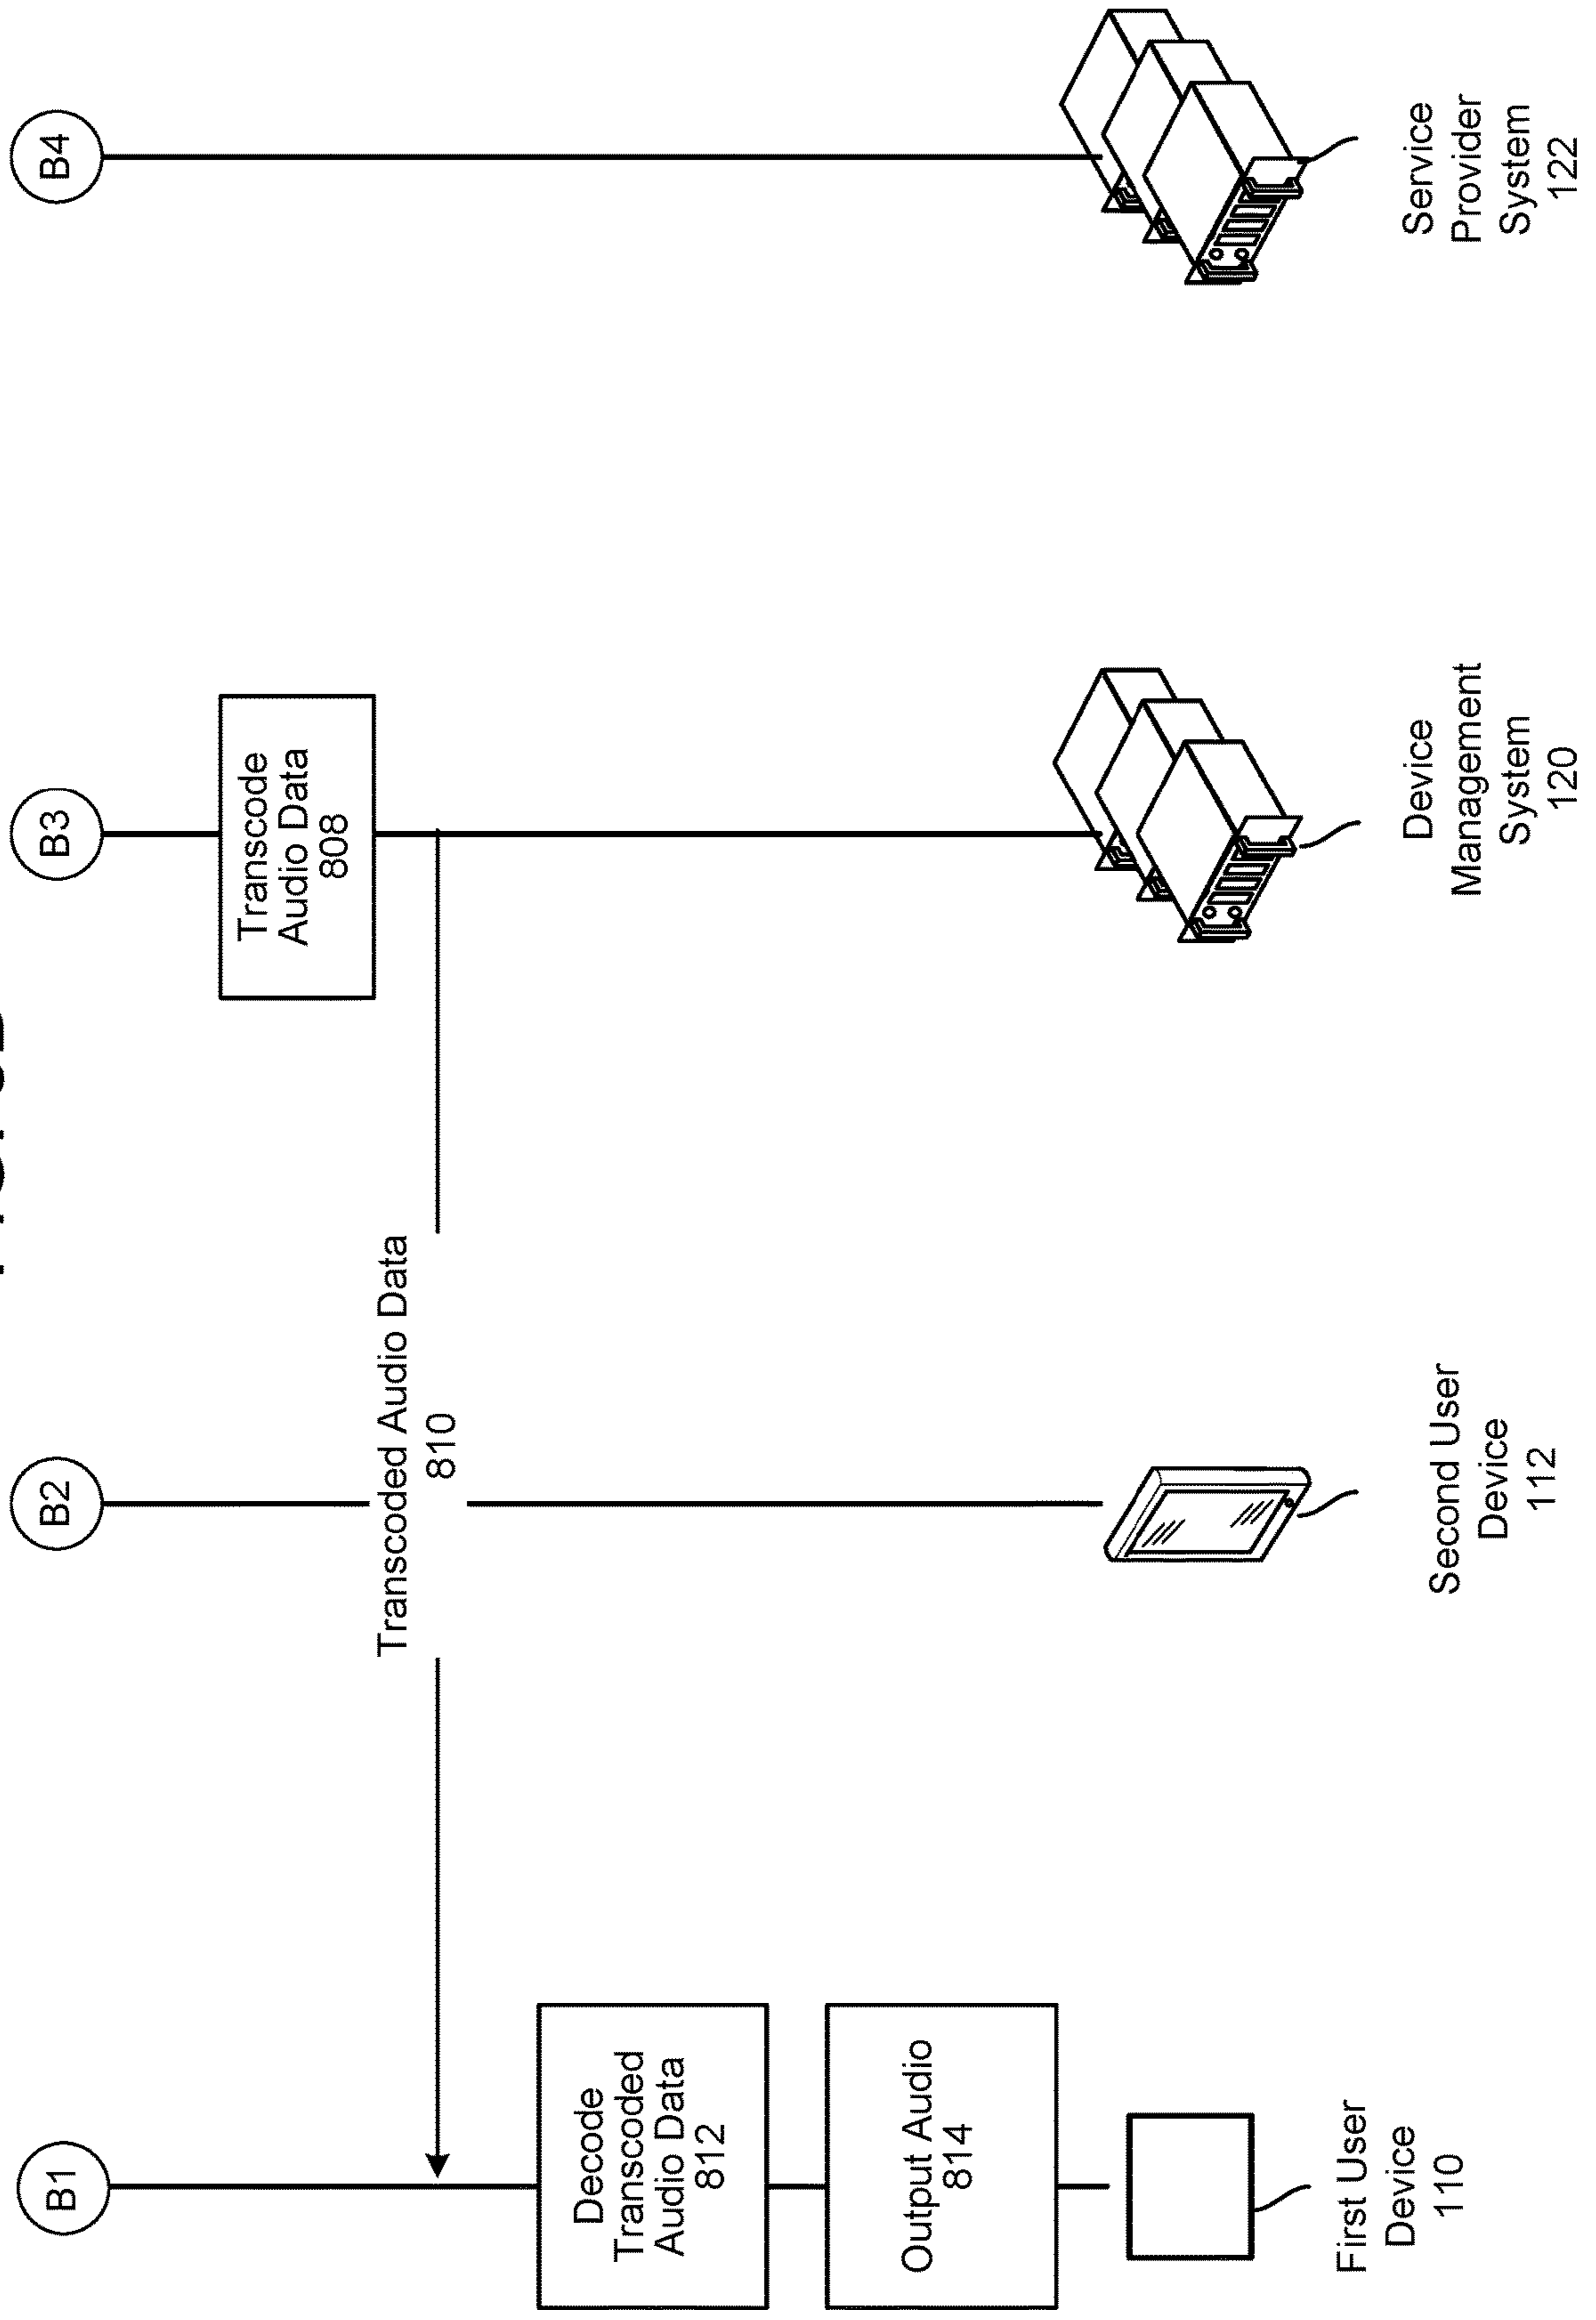 B1
B2
B3
B4
Transcode
Audio Data
808
Transcoded Audio Data
810
Decode
Transcoded
Audio Data
812
Output Audio
814
First User
Device
110
Second User
Device
112
Device
Management
System
120
Service
Provider
System
122